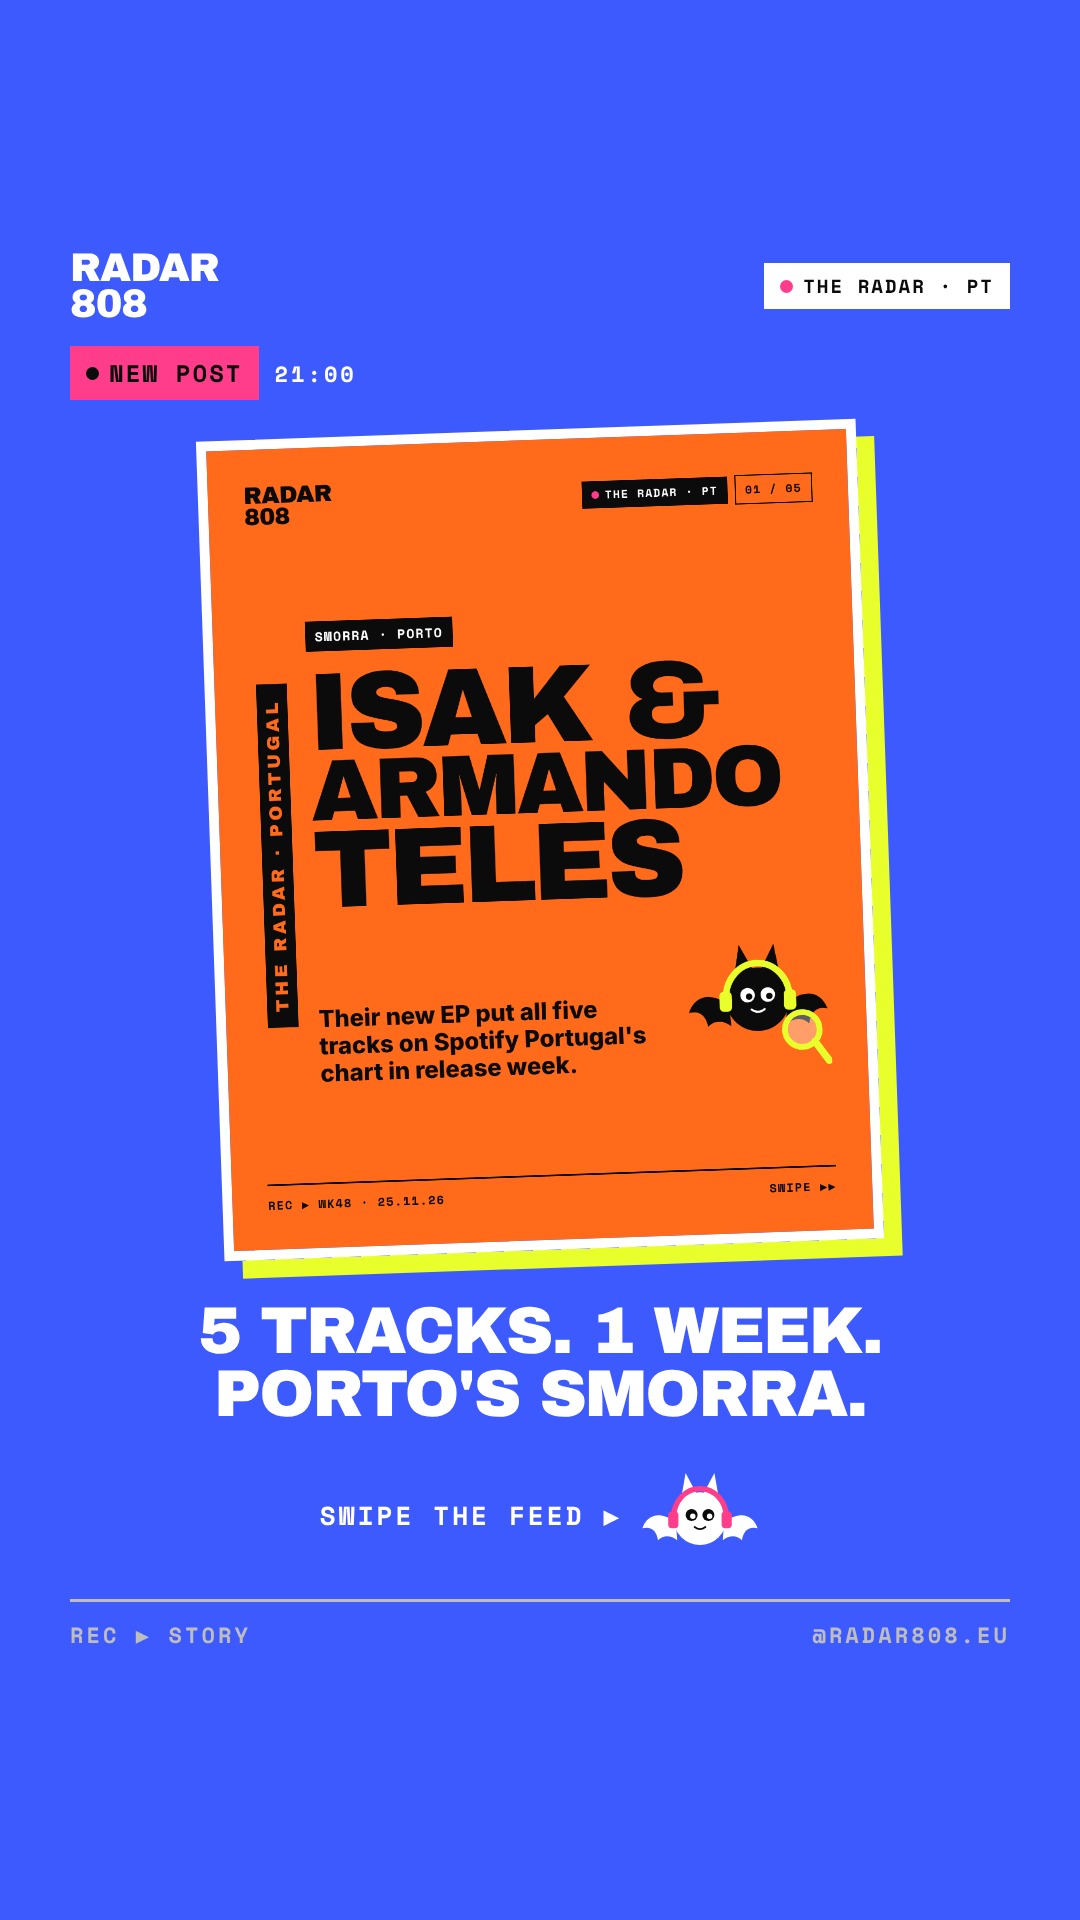 RADAR
808
THE RADAR · PT
NEW POST 21:00
RADAR
808
THE RADAR · PT
01 / 05
SMORRA · PORTO
THE RADAR · PORTUGAL
ISAK &
ARMANDO
TELES
Their new EP put all five
tracks on Spotify Portugal's
chart in release week.
REC ▶ WK48 · 25.11.26
SWIPE ▶▶
5 TRACKS. 1 WEEK.
PORTO'S SMORRA.
SWIPE THE FEED ▶
REC ▶ STORY
@RADAR808.EU